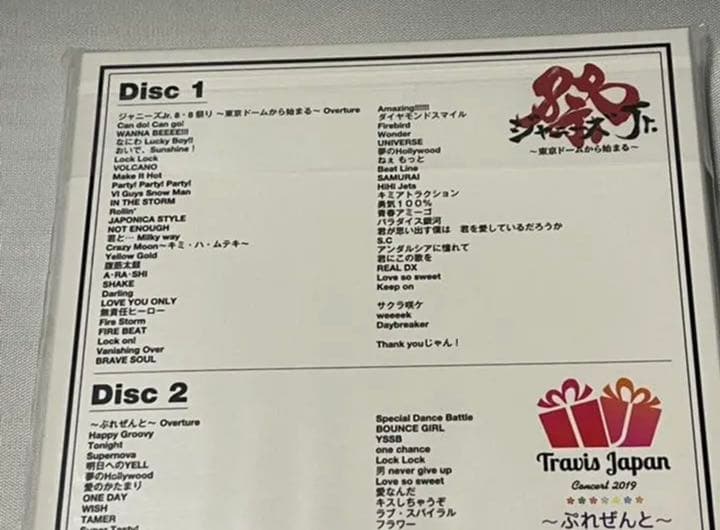 Disc 1
ジャニーズJr. 8・8 祭り ～東京ドームから始まる～ Overture
Can do! Can go!
WANNA BEEEE!!!
なにわ Lucky Boy!!
おいで、Sunshine！
Lock Lock
VOLCANO
Make It Hot
Party! Party! Party!
VI Guys Snow Man
IN THE STORM
Rollin'
JAPONICA STYLE
NOT ENOUGH
君と… Milky way
Crazy Moon～キミ・ハ・ムテキ～
Yellow Gold
腹筋太鼓
A・RA・SHI
SHAKE
Darling
LOVE YOU ONLY
無責任ヒーロー
Fire Storm
FIRE BEAT
Lock on!
Vanishing Over
BRAVE SOUL
Amazing!!!!!!
ダイヤモンドスマイル
Firebird
Wonder
UNIVERSE
夢のHollywood
ねぇ もっと
Beat Line
SAMURAI
HiHi Jets
キミアトラクション
勇気１００％
青春アミーゴ
パラダイス銀河
君が思い出す僕は　君を愛しているだろうか
S.C
アンダルシアに憧れて
君にこの歌を
REAL DX
Love so sweet
Keep on
サクラ咲ケ
weeeek
Daybreaker
Thank youじゃん！
8・8
祭
ジャニーズJr.
～東京ドームから始まる～
Disc 2
～ぷれぜんと～ Overture
Happy Groovy
Tonight
Supernova
明日へのYELL
夢のHollywood
愛のかたまり
ONE DAY
WISH
TAMER
Super Tasty!
Special Dance Battle
BOUNCE GIRL
YSSB
one chance
Lock Lock
男 never give up
Love so sweet
愛なんだ
キスしちゃうぞ
ラブ・スパイラル
フラワー
TJ
Travis Japan
Concert 2019
～ぷれぜんと～